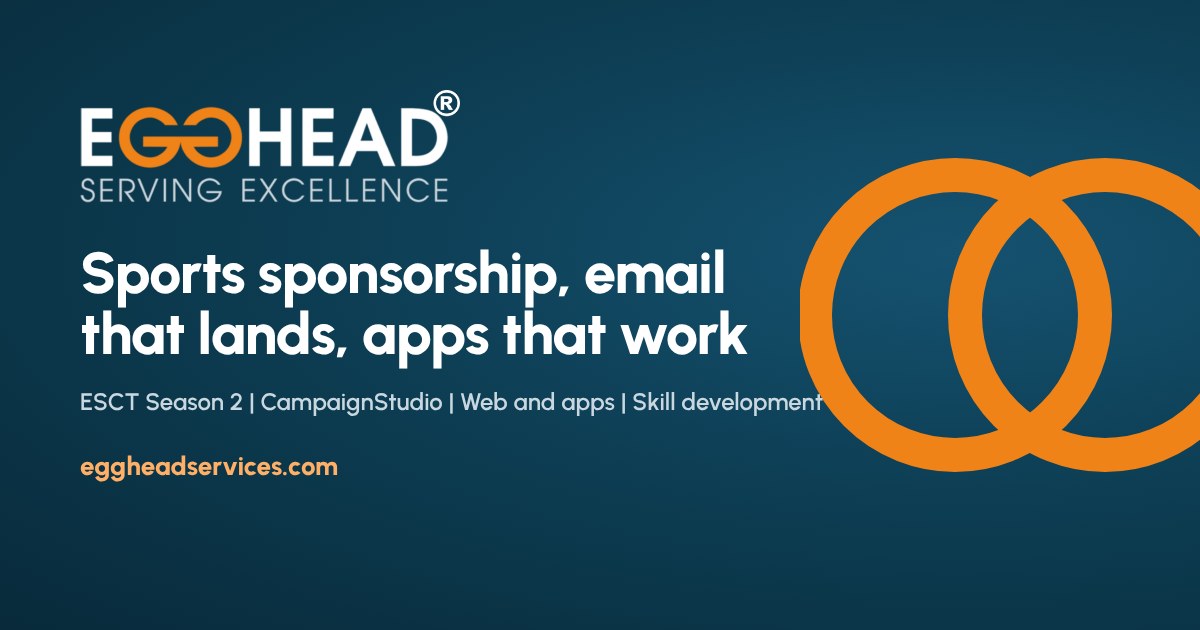 EGGHEAD®
SERVING EXCELLENCE
Sports sponsorship, email
that lands, apps that work
ESCT Season 2 | CampaignStudio | Web and apps | Skill development
eggheadservices.com